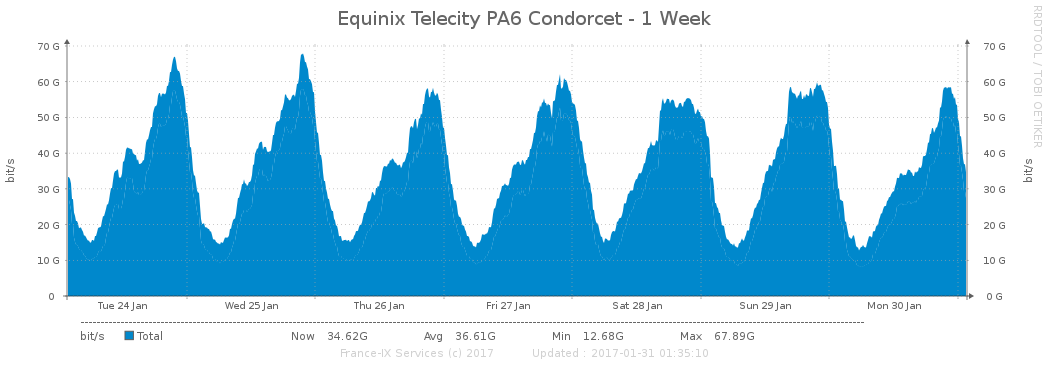 Equinix Telecity PA6 Condorcet - 1 Week
RRDTOOL / TOBI OETIKER
70 G 70 G
60 G 60 G
50 G 50 G
40 G 40 G
30 G 30 G
20 G 20 G
10 G 10 G
0 0 G
bit/s bit/s
Tue 24 Jan Wed 25 Jan Thu 26 Jan Fri 27 Jan Sat 28 Jan Sun 29 Jan Mon 30 Jan
bit/s Total Now 34.62G Avg 36.61G Min 12.68G Max 67.89G
France-IX Services (c) 2017 Updated : 2017-01-31 01:35:10